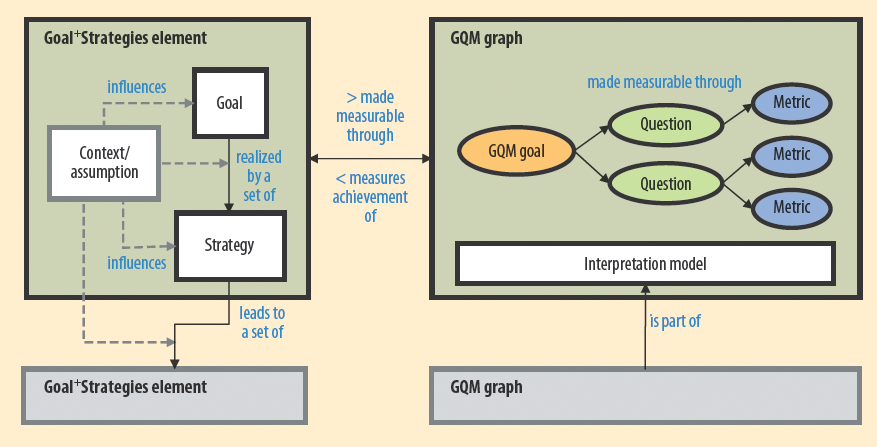 Goal⁺Strategies element
influences
Goal
Context/
assumption
realized
by a
set of
Strategy
influences
leads to
a set of
Goal⁺Strategies element
> made
measurable
through
< measures
achievement
of
GQM graph
made measurable through
GQM goal
Question
Question
Metric
Metric
Metric
Interpretation model
is part of
GQM graph